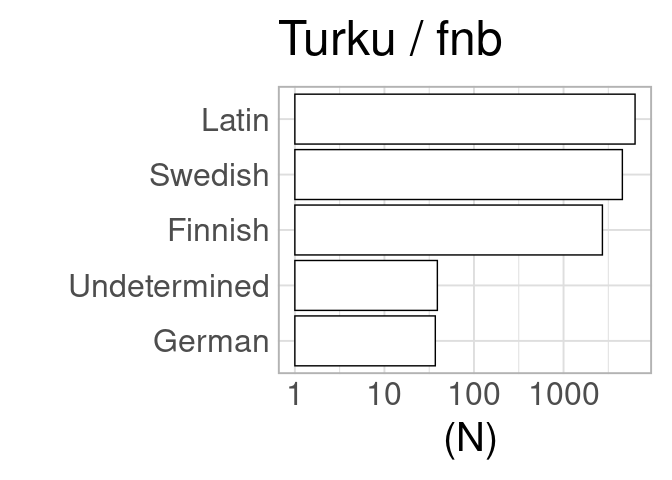 Turku / fnb
Latin
Swedish
Finnish
Undetermined
German
1 10 100 1000
(N)